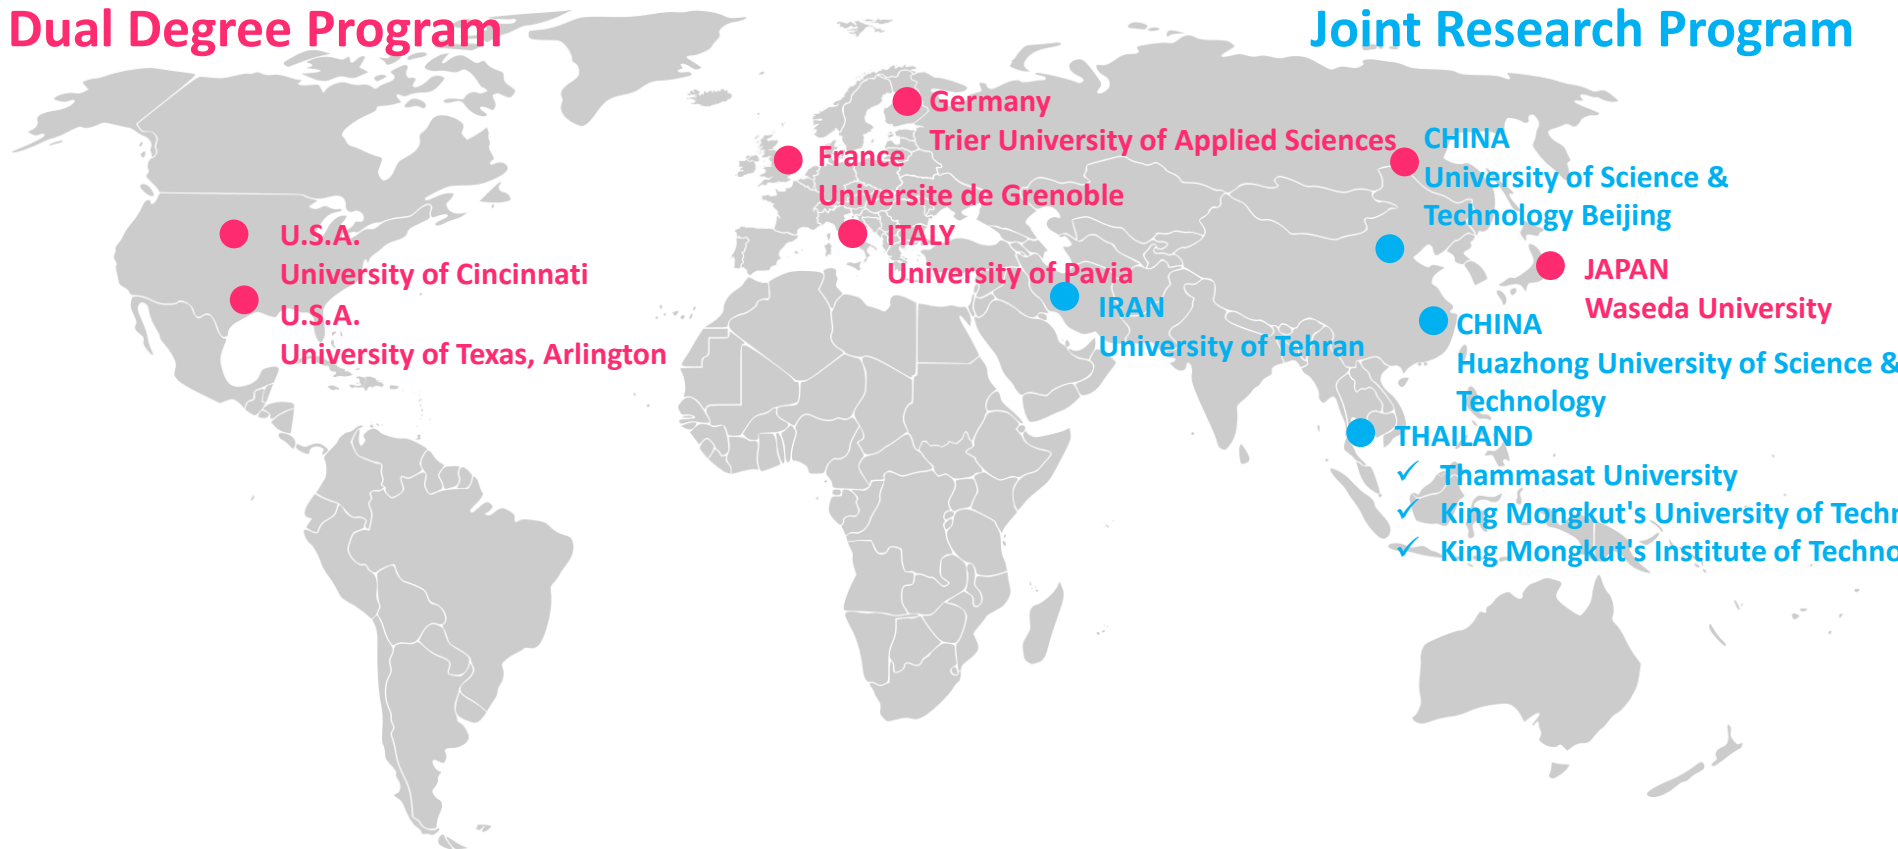 Dual Degree Program
Joint Research Program
Germany
Trier University of Applied Sciences
France
Universite de Grenoble
ITALY
University of Pavia
U.S.A.
University of Cincinnati
U.S.A.
University of Texas, Arlington
IRAN
University of Tehran
CHINA
University of Science &
Technology Beijing
JAPAN
Waseda University
CHINA
Huazhong University of Science &
Technology
THAILAND
✓ Thammasat University
✓ King Mongkut's University of
✓ King Mongkut's Institute of